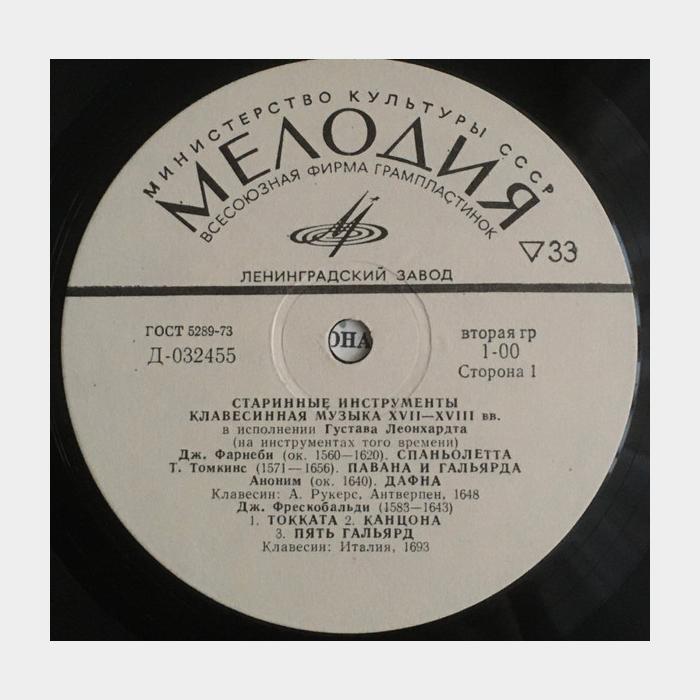 МИНИСТЕРСТВО КУЛЬТУРЫ СССР
МЕЛОДИЯ
ВСЕСОЮЗНАЯ ФИРМА ГРАМПЛАСТИНОК
▽33
ЛЕНИНГРАДСКИЙ ЗАВОД
ГОСТ 5289-73
Д-032455
ОНА
вторая гр
1-00
Сторона 1
СТАРИННЫЕ ИНСТРУМЕНТЫ
КЛАВЕСИННАЯ МУЗЫКА XVII—XVIII вв.
в исполнении Густава Леонхардта
(на инструментах того времени)
Дж. Фарнеби (ок. 1560—1620). СПАНЬОЛЕТТА
Т. Томкинс (1571—1656). ПАВАНА И ГАЛЬЯРДА
Аноним (ок. 1640). ДАФНА
Клавесин: А. Рукерс, Антверпен, 1648
Дж. Фрескобальди (1583—1643)
1. ТОККАТА 2. КАНЦОНА
3. ПЯТЬ ГАЛЬЯРД
Клавесин: Италия, 1693